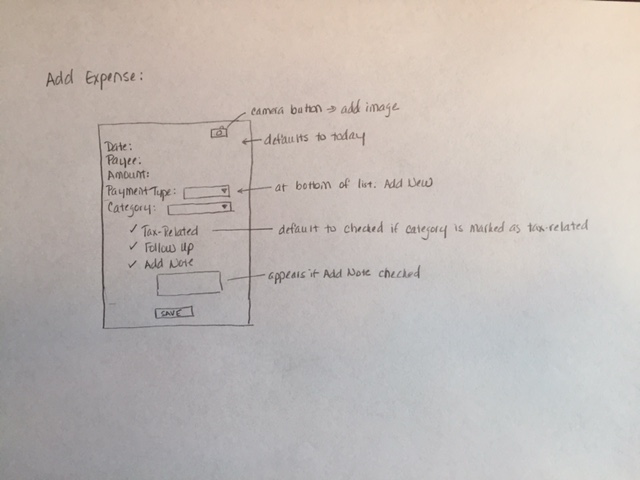 Add Expense:
camera button → add image
Date:
defaults to today
Payee:
Amount:
Payment Type:
at bottom of list: Add New
Category:
✓ Tax-Related
default to checked if category is marked as tax-related
✓ Follow Up
✓ Add Note
appears if Add Note checked
SAVE